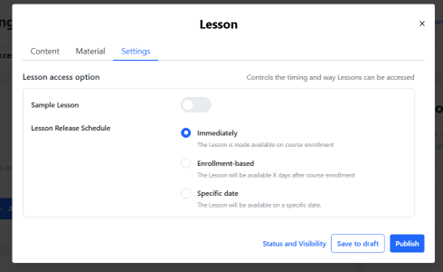 Lesson
×
Content Material Settings
Lesson access option Controls the timing and way Lessons can be accessed
Sample Lesson
Lesson Release Schedule
Immediately
The Lesson is made available on course enrollment
Enrollment-based
The Lesson will be available X days after course enrollment
Specific date
The Lesson will be available on a specific date.
Status and Visibility Save to draft Publish